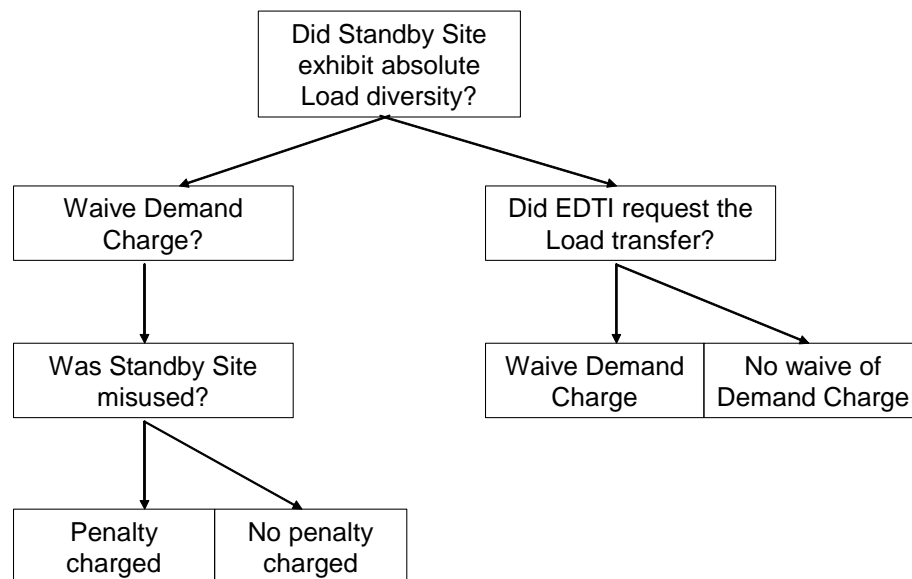 Did Standby Site
exhibit absolute
Load diversity?
Waive Demand
Charge?
Did EDTI request the
Load transfer?
Was Standby Site
misused?
Waive Demand
Charge
No waive of
Demand Charge
Penalty
charged
No penalty
charged